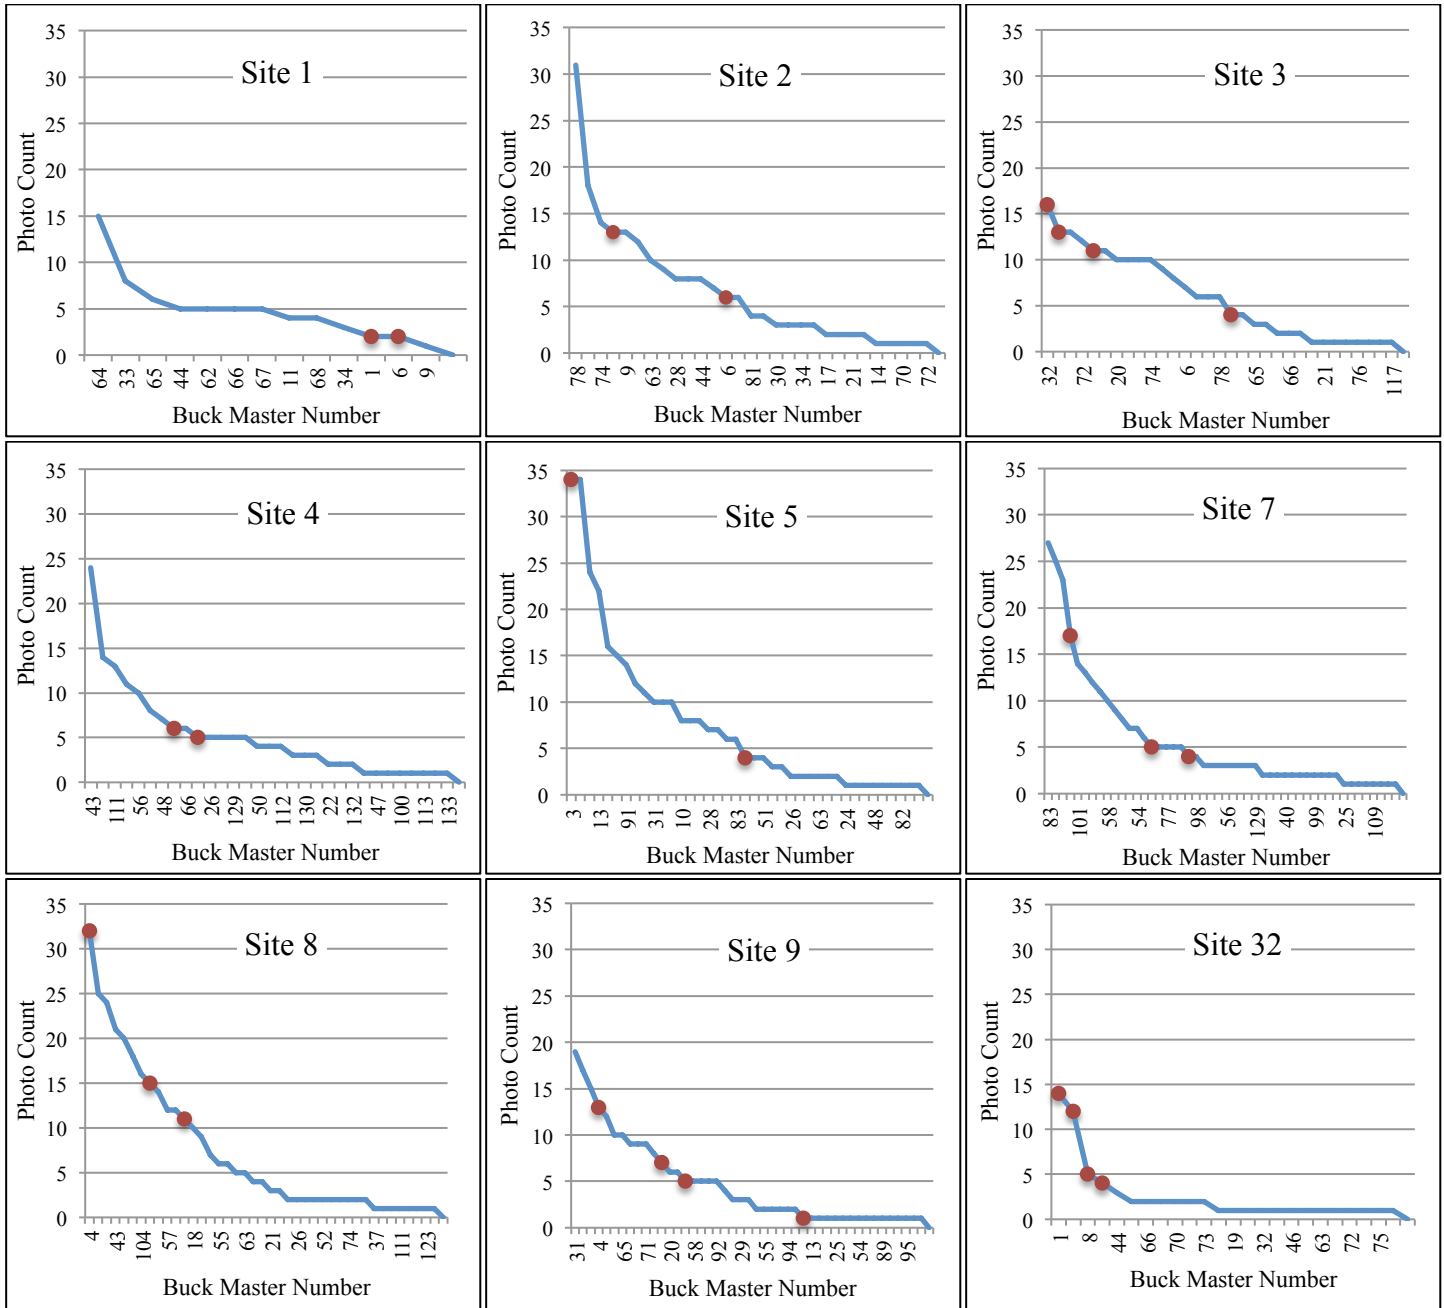 Site 1
Photo Count
35
30
25
20
15
10
5
0
64 33 65 44 62 66 67 11 68 34 1 6 9
Buck Master Number
Site 2
Photo Count
35
30
25
20
15
10
5
0
78 74 9 63 28 44 6 81 30 34 17 21 14 70 72
Buck Master Number
Site 3
Photo Count
35
30
25
20
15
10
5
0
32 72 20 74 6 78 65 66 21 76 117
Buck Master Number
Site 4
Photo Count
35
30
25
20
15
10
5
0
43 111 56 48 66 26 129 50 112 130 22 132 47 100 113 133
Buck Master Number
Site 5
Photo Count
35
30
25
20
15
10
5
0
3 13 91 31 10 28 83 51 26 63 24 48 82
Buck Master Number
Site 7
Photo Count
35
30
25
20
15
10
5
0
83 101 58 54 77 98 56 129 40 99 25 109
Buck Master Number
Site 8
Photo Count
35
30
25
20
15
10
5
0
4 43 104 57 18 55 63 21 26 52 74 37 111 123
Buck Master Number
Site 9
Photo Count
35
30
25
20
15
10
5
0
31 4 65 71 20 58 92 29 55 94 13 25 54 89 95
Buck Master Number
Site 32
Photo Count
35
30
25
20
15
10
5
0
1 8 44 66 70 73 19 32 46 63 72 75
Buck Master Number